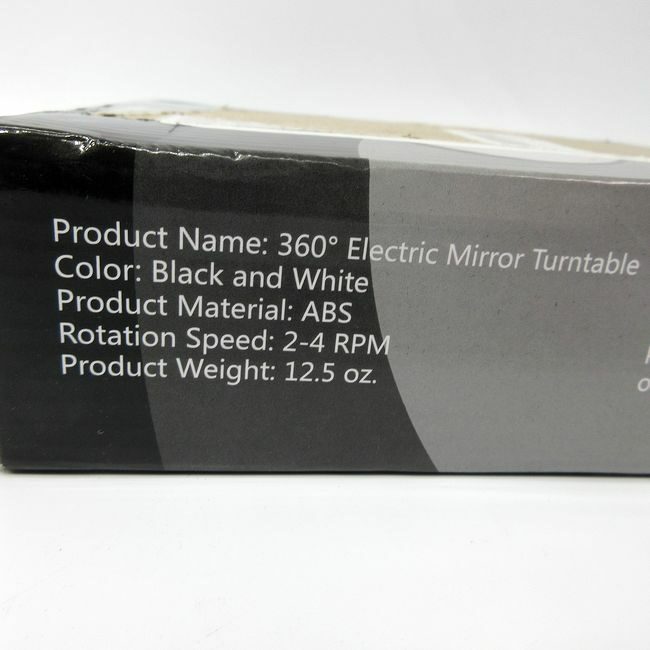 Product Name: 360° Electric Mirror Turntable
Color: Black and White
Product Material: ABS
Rotation Speed: 2-4 RPM
Product Weight: 12.5 oz.